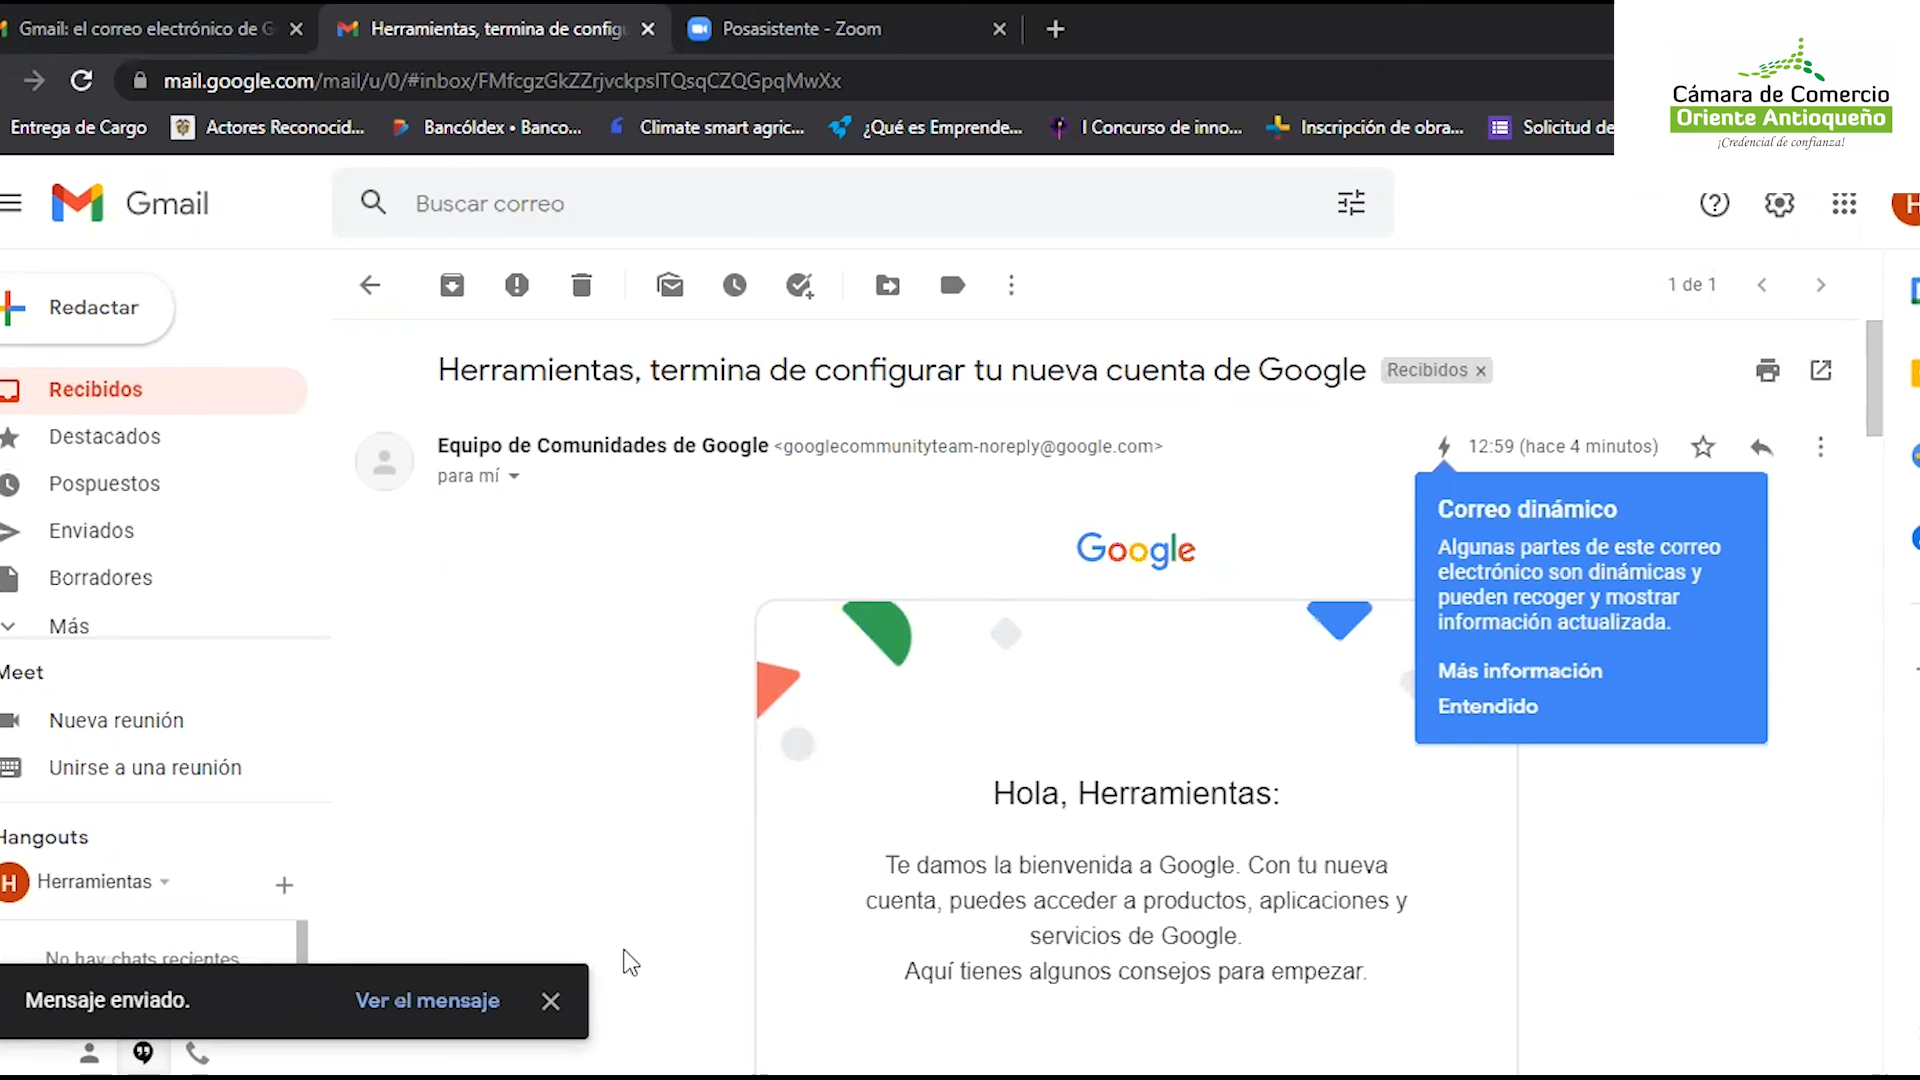 Gmail: el correo electrónico de G
Herramientas, termina de config
Posasistente - Zoom
mail.google.com/mail/u/0/#inbox/FMfcgzGkZZrjvckpslTQsqCZQGpqMwXx
Entrega de Cargo
Actores Reconocid...
Bancóldex • Banco...
Climate smart agric...
¿Qué es Emprende...
I Concurso de inno...
Inscripción de obra...
Solicitud de
Cámara de Comercio
Oriente Antioqueño
¡Credencial de confianza!
Gmail
Buscar correo
H
Redactar
1 de 1
Recibidos
Destacados
Pospuestos
Enviados
Borradores
Más
Meet
Nueva reunión
Unirse a una reunión
Hangouts
H
Herramientas
No hay chats recientes
Herramientas, termina de configurar tu nueva cuenta de Google
Recibidos ×
Equipo de Comunidades de Google <googlecommunityteam-noreply@google.com>
12:59 (hace 4 minutos)
para mí
Google
Correo dinámico
Algunas partes de este correo
electrónico son dinámicas y
pueden recoger y mostrar
información actualizada.
Más información
Entendido
Hola, Herramientas:
Te damos la bienvenida a Google. Con tu nueva
cuenta, puedes acceder a productos, aplicaciones y
servicios de Google.
Aquí tienes algunos consejos para empezar.
Mensaje enviado.
Ver el mensaje